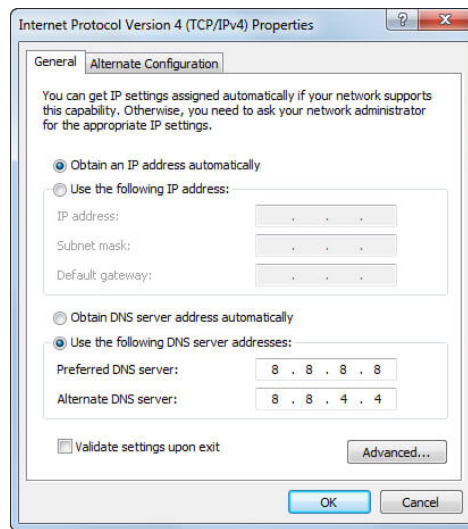 Internet Protocol Version 4 (TCP/IPv4) Properties
General
Alternate Configuration
You can get IP settings assigned automatically if your network supports
this capability. Otherwise, you need to ask your network administrator
for the appropriate IP settings.
Obtain an IP address automatically
Use the following IP address:
IP address:
Subnet mask:
Default gateway:
Obtain DNS server address automatically
Use the following DNS server addresses:
Preferred DNS server: 8 . 8 . 8 . 8
Alternate DNS server: 8 . 8 . 4 . 4
Validate settings upon exit
Advanced...
OK Cancel